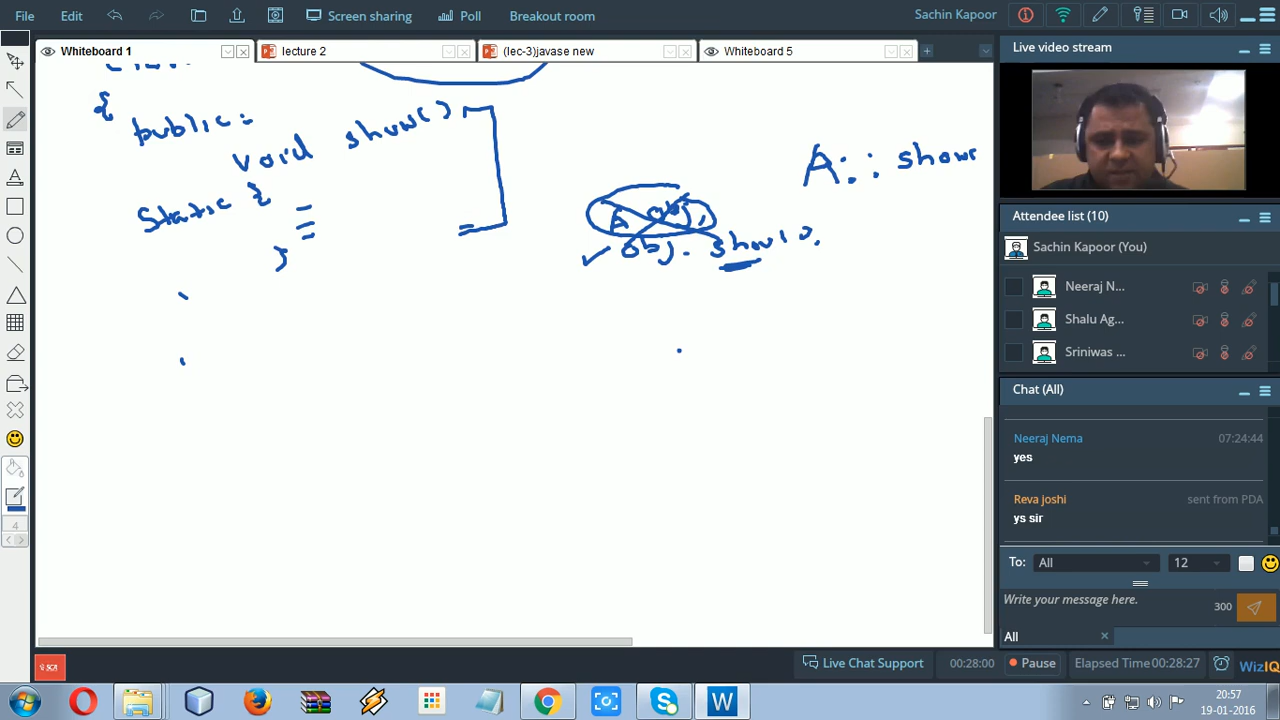 File Edit Screen sharing Poll Breakout room Sachin Kapoor
Whiteboard 1 lecture 2 (lec-3)javase new Whiteboard 5
Live video stream
{
public:
void show()
static {
}
A obj;
obj. show();
A:: show
Attendee list (10)
Sachin Kapoor (You)
Neeraj N...
Shalu Ag...
Sriniwas ...
Chat (All)
Neeraj Nema 07:24:44
yes
Reva joshi sent from PDA
ys sir
To: All 12
Write your message here. 300
All
4
Live Chat Support 00:28:00 Pause Elapsed Time 00:28:27 WizIQ
20:57
19-01-2016